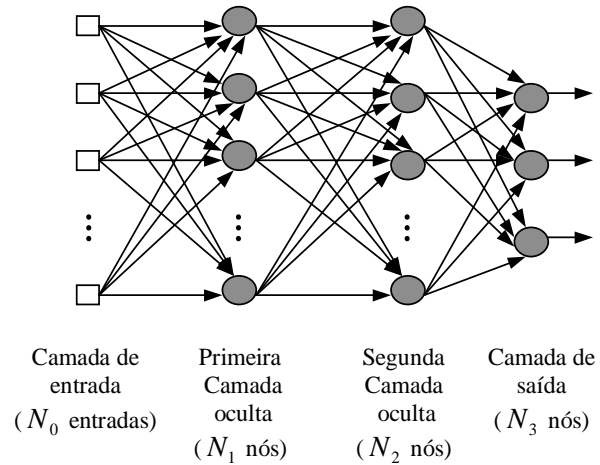 Camada de
entrada
( N₀ entradas)
Primeira
Camada
oculta
( N₁ nós)
Segunda
Camada
oculta
( N₂ nós)
Camada de
saída
( N₃ nós)